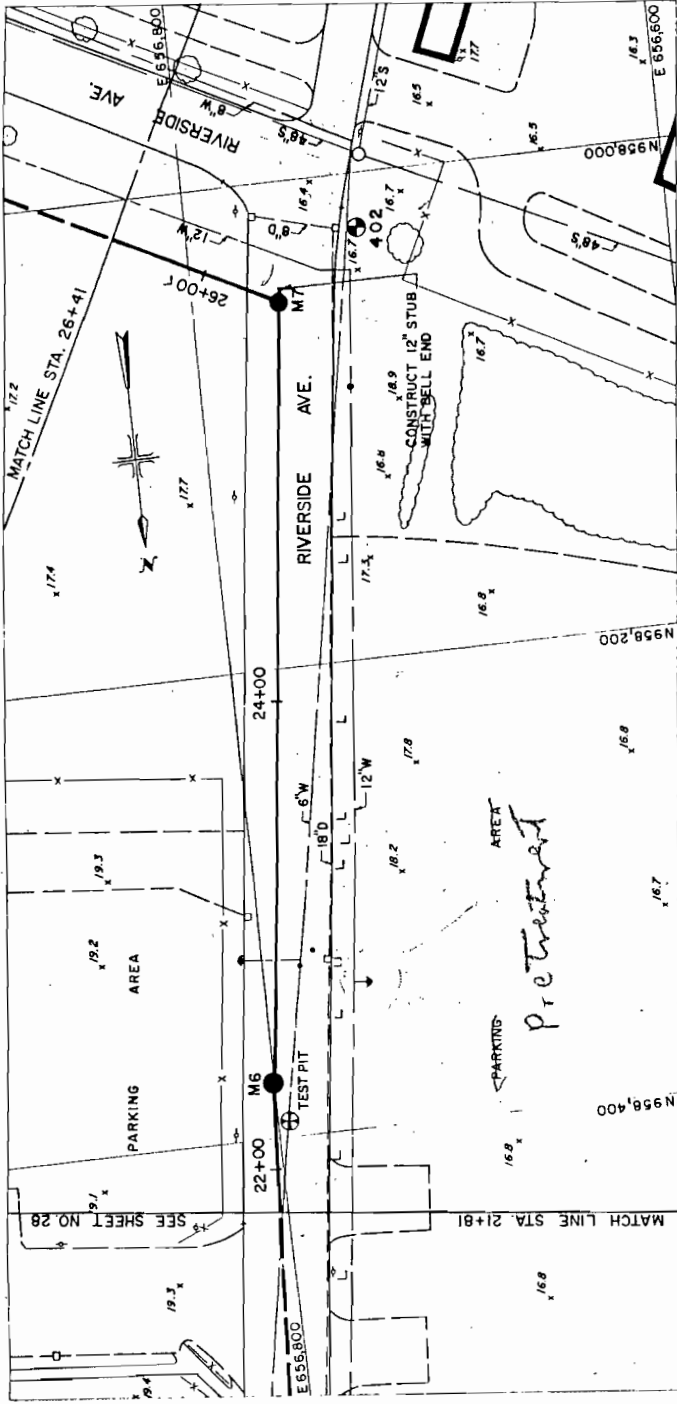 E 656,800
RIVERSIDE AVE.
8"W
48"S
12"S
17.7
16.3
E 656,600
16.5
16.5
N958,000
MATCH LINE STA. 26+41
17.2
12"W
8"D
16.4
16.7
16.7
402
48"S
26+00
M7
N
CONSTRUCT 12" STUB
WITH BELL END
16.7
17.7
17.4
RIVERSIDE AVE.
18.9
16.8
17.3
16.8
N958,200
24+00
17.8
16.8
6"W
18"D
12"W
19.3
18.2
16.7
19.2
PARKING AREA
PARKING AREA
Pretreatment
M6
TEST PIT
N958,400
22+00
16.8
19.1
SEE SHEET NO. 28
MATCH LINE STA. 21+81
19.3
16.8
19.4
E 656,800